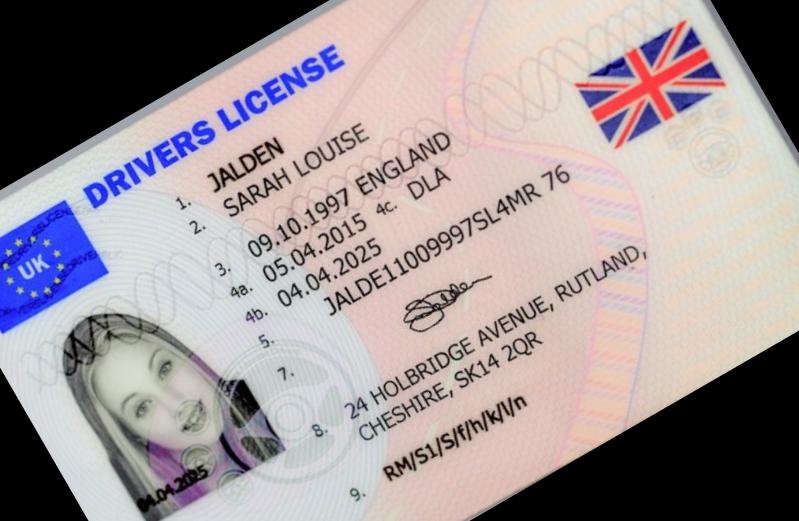 DRIVERS LICENSE
UK
1. JALDEN
2. SARAH LOUISE
3. 09.10.1997 ENGLAND
4a. 05.04.2015 4c. DLA
4b. 04.04.2025
5. JALDE11009997SL4MR 76
7.
8. 24 HOLBRIDGE AVENUE, RUTLAND,
CHESHIRE, SK14 2QR
9. RM/S1/S/f/h/k/l/n
04.04.2025